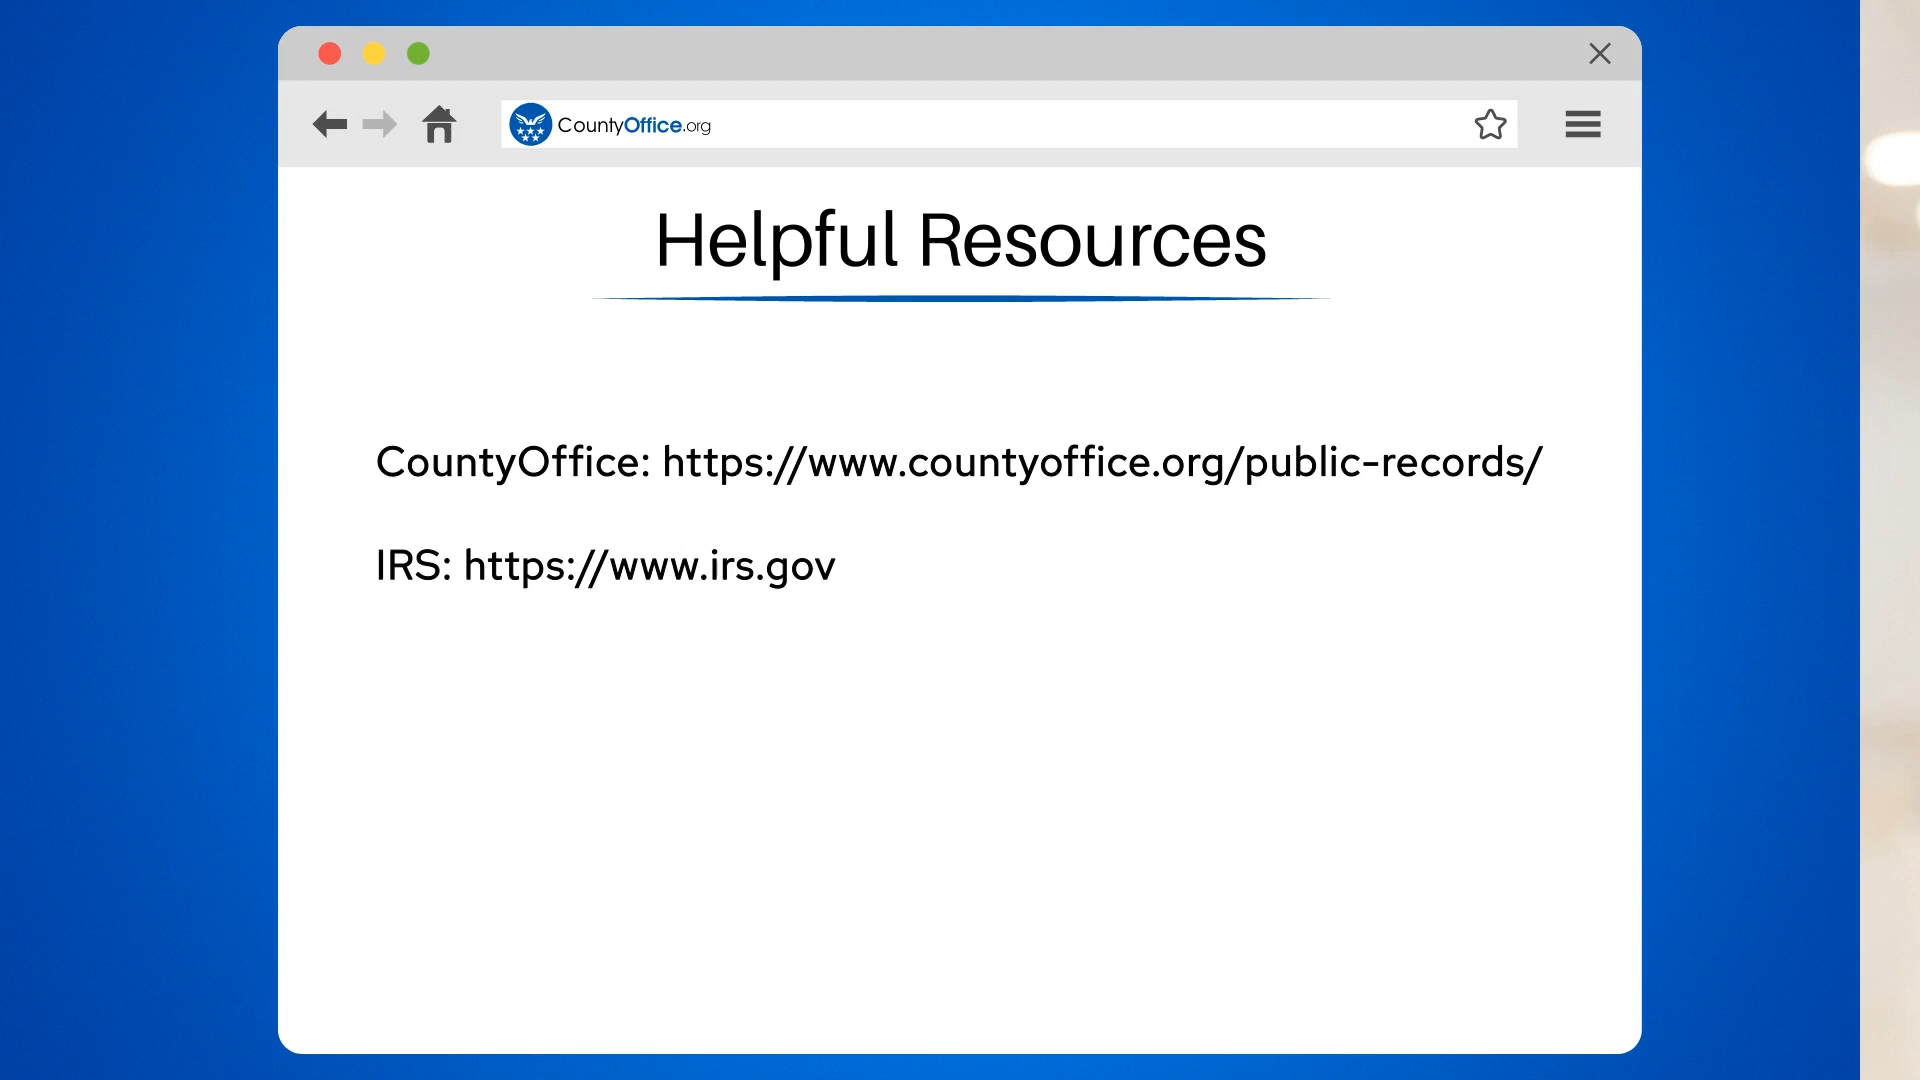 CountyOffice.org
Helpful Resources
CountyOffice: https://www.countyoffice.org/public-records/
IRS: https://www.irs.gov